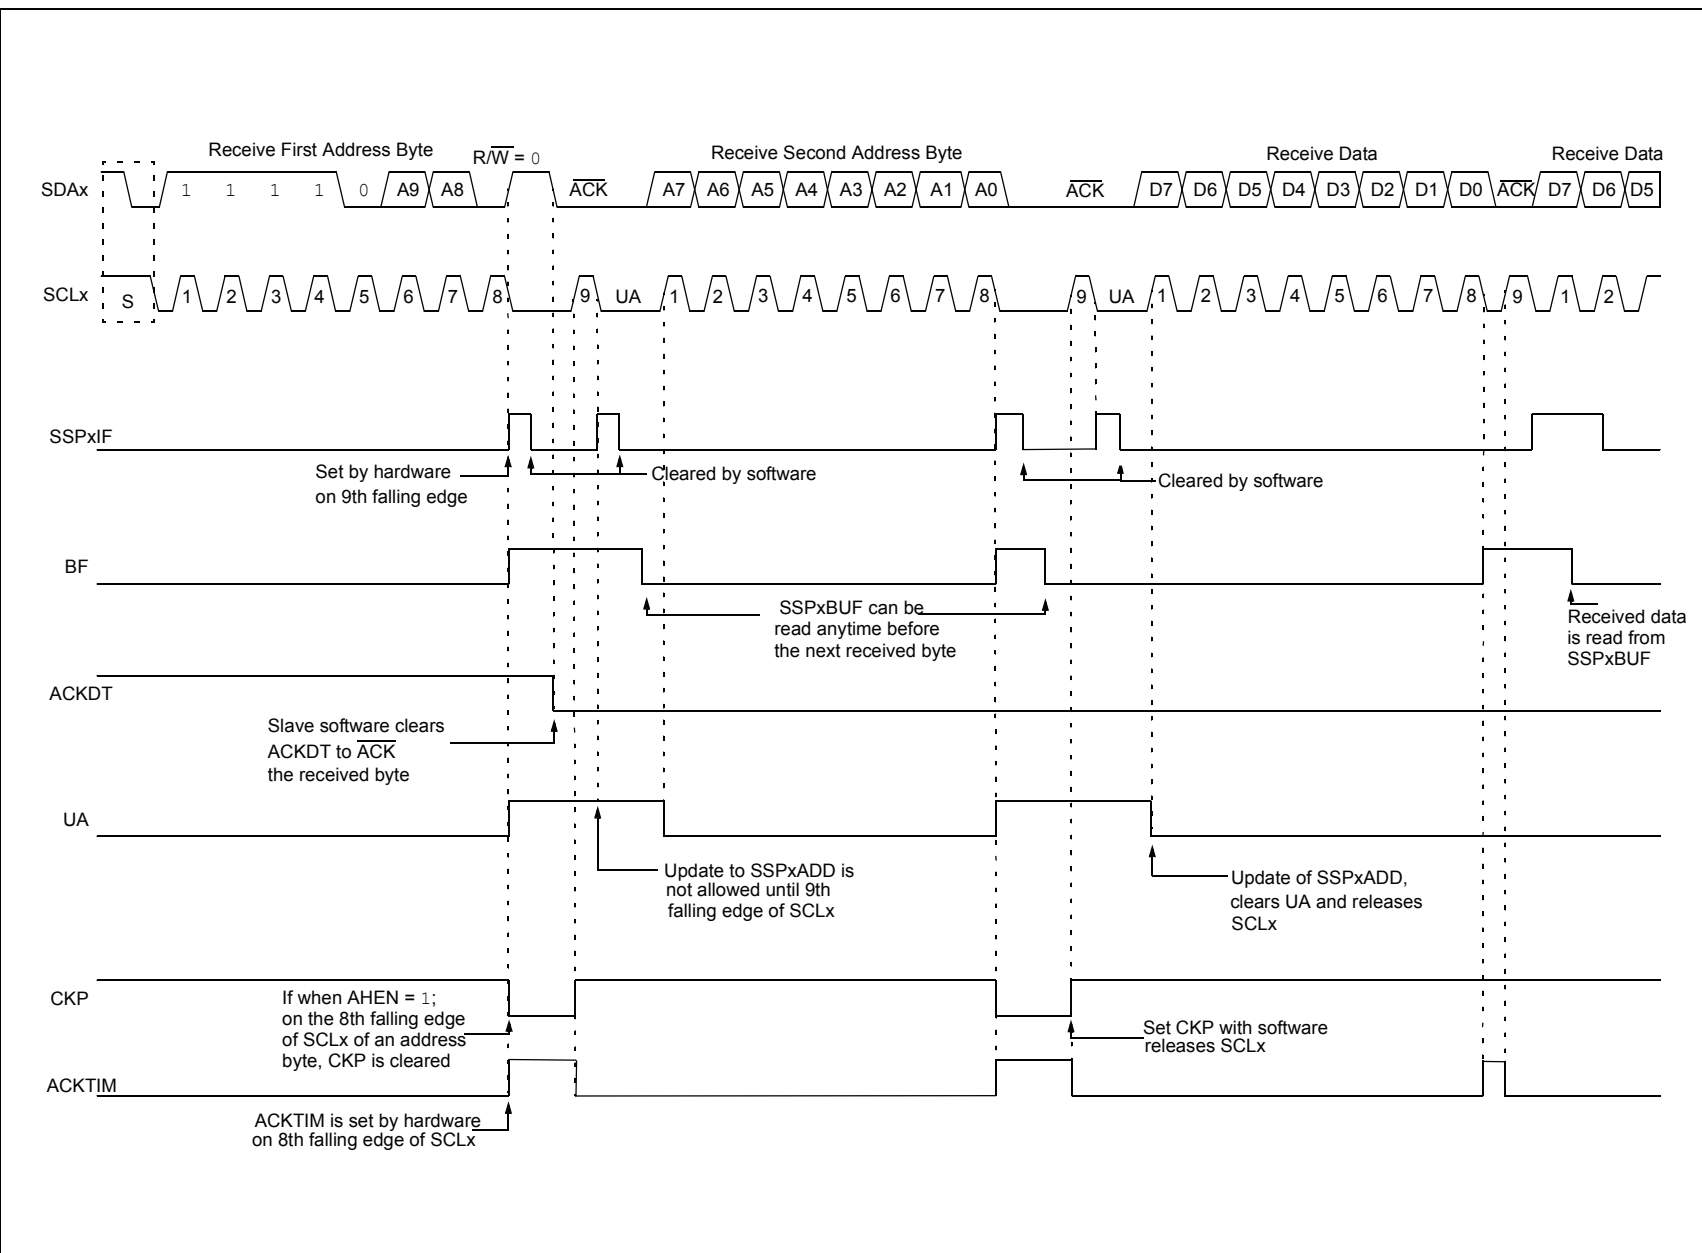 Receive First Address Byte
R/W = 0
Receive Second Address Byte
Receive Data
Receive Data
SDAx
1 1 1 1 0 A9 A8
ACK
A7 A6 A5 A4 A3 A2 A1 A0
ACK
D7 D6 D5 D4 D3 D2 D1 D0
ACK
D7 D6 D5
SCLx
S
1 2 3 4 5 6 7 8 9
UA
1 2 3 4 5 6 7 8 9
UA
1 2 3 4 5 6 7 8 9 1 2
SSPxIF
Set by hardware
on 9th falling edge
Cleared by software
Cleared by software
BF
SSPxBUF can be
read anytime before
the next received byte
Received data
is read from
SSPxBUF
ACKDT
Slave software clears
ACKDT to ACK
the received byte
UA
Update to SSPxADD is
not allowed until 9th
falling edge of SCLx
Update of SSPxADD,
clears UA and releases
SCLx
CKP
If when AHEN = 1;
on the 8th falling edge
of SCLx of an address
byte, CKP is cleared
Set CKP with software
releases SCLx
ACKTIM
ACKTIM is set by hardware
on 8th falling edge of SCLx